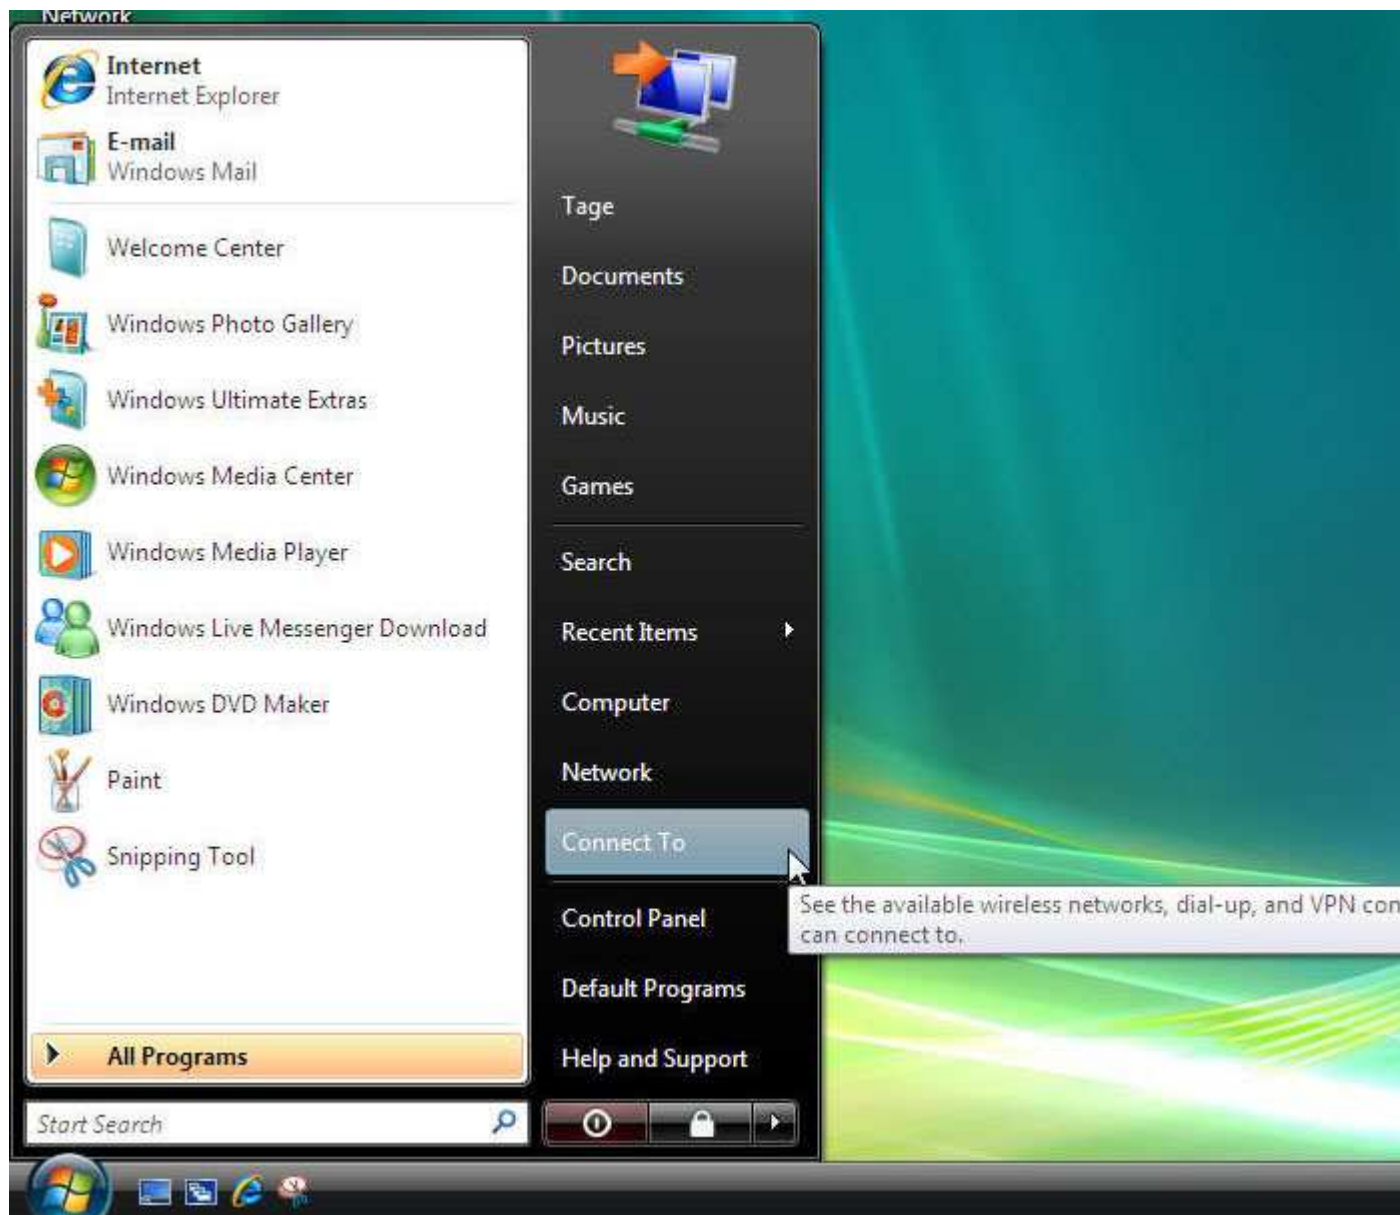 Network
Internet
Internet Explorer
E-mail
Windows Mail
Welcome Center
Windows Photo Gallery
Windows Ultimate Extras
Windows Media Center
Windows Media Player
Windows Live Messenger Download
Windows DVD Maker
Paint
Snipping Tool
All Programs
Start Search
Tage
Documents
Pictures
Music
Games
Search
Recent Items
Computer
Network
Connect To
Control Panel
Default Programs
Help and Support
See the available wireless networks, dial-up, and VPN con
can connect to.